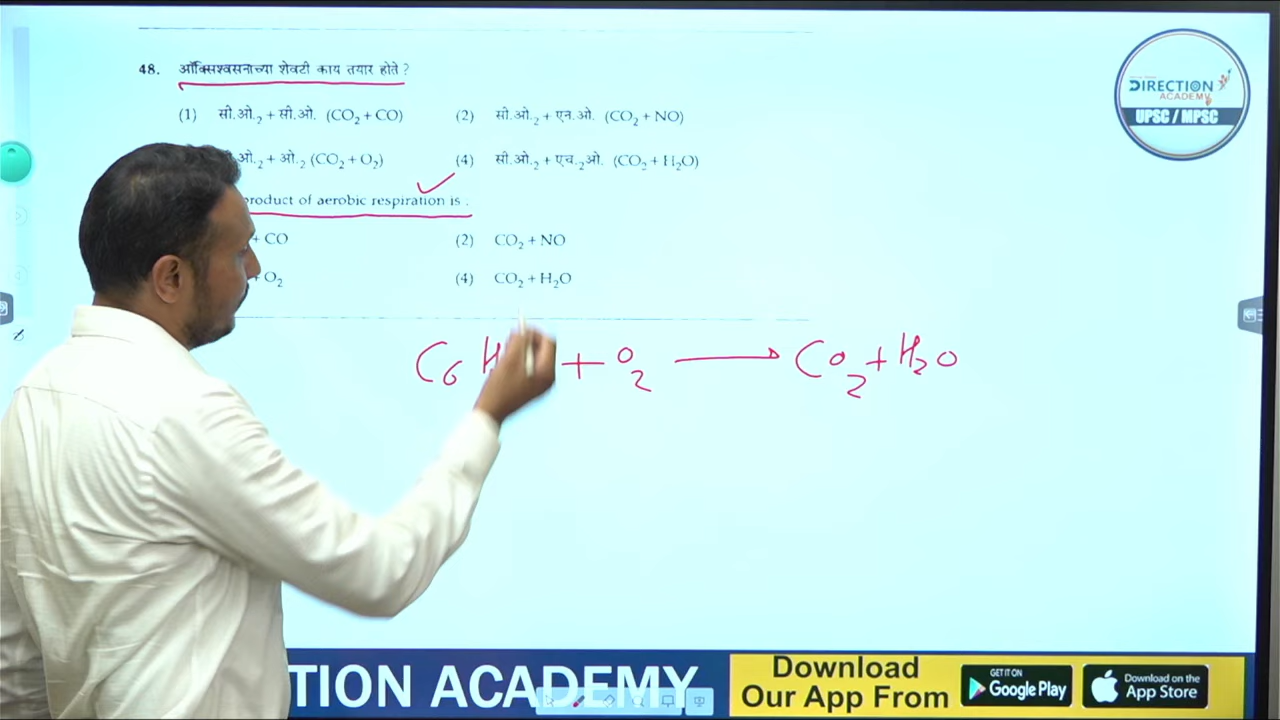 48. ऑक्सिश्वसनाच्या शेवटी काय तयार होते ?
(1) सी.ओ.₂ + सी.ओ. (CO₂ + CO) (2) सी.ओ.₂ + एन.ओ. (CO₂ + NO)
ओ.₂ + ओ.₂ (CO₂ + O₂) (4) सी.ओ.₂ + एच.₂ओ. (CO₂ + H₂O)
product of aerobic respiration is :
+ CO (2) CO₂ + NO
+ O₂ (4) CO₂ + H₂O
C₆ H + O₂ → CO₂ + H₂O
DIRECTION
ACADEMY
UPSC / MPSC
TION ACADEMY
Download
Our App From
GET IT ON
Google Play
Download on the
App Store